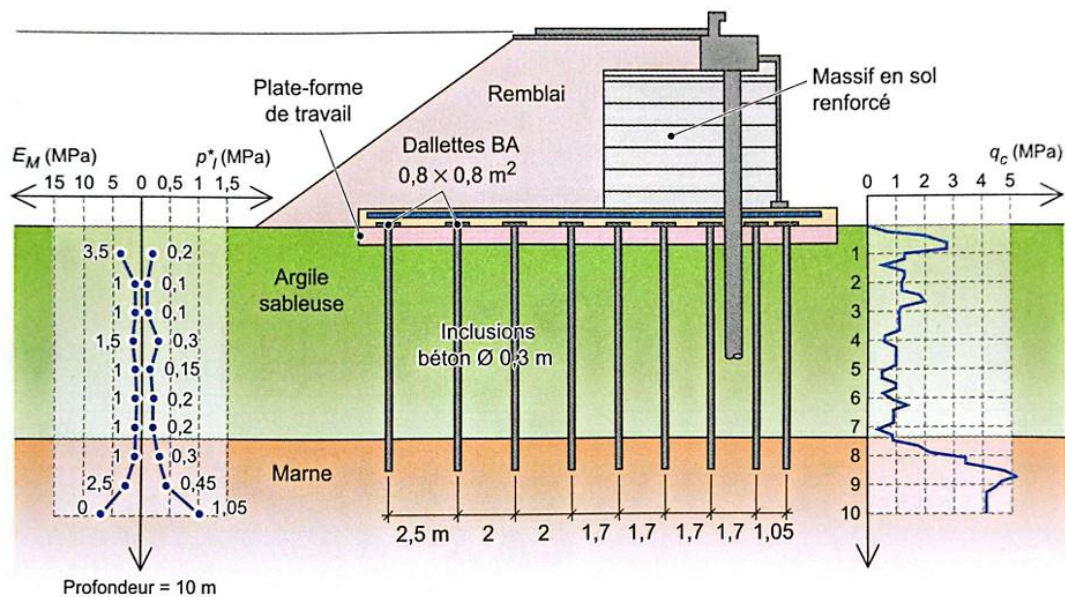 Plate-forme
de travail
Remblai
Massif en sol
renforcé
Dallettes BA
0,8 × 0,8 m²
E_M (MPa)
p*_l (MPa)
15 10 5 0 0,5 1 1,5
q_c (MPa)
0 1 2 3 4 5
3,5 0,2
1 0,1
1 0,1
1,5 0,3
1 0,15
1 0,2
1 0,2
1 0,3
2,5 0,45
0 1,05
Argile
sableuse
Inclusions
béton Ø 0,3 m
Marne
2,5 m 2 2 1,7 1,7 1,7 1,7 1,05
1
2
3
4
5
6
7
8
9
10
Profondeur = 10 m